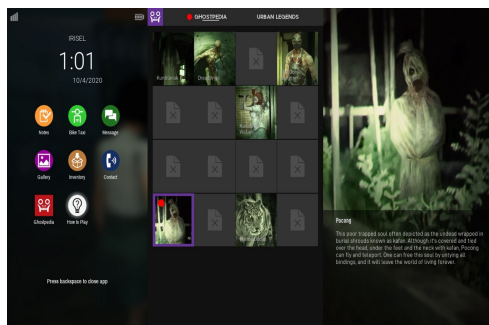 IRISEL
1:01
10/4/2020
Notes
Bike Taxi
Message
Gallery
Inventory
Contact
Ghostpedia
How to Play
Press backspace to close app
GHOSTPEDIA
URBAN LEGENDS
Kuntilanak
Pocong
This poor trapped soul often depicted as the undead wrapped in
burial shrouds known as kafan. Although it's covered and tied
over the head, under the feet and the neck with kafan, Pocong
can fly and teleport. One can free this soul by untying all
bindings, and it will leave the world of living forever.